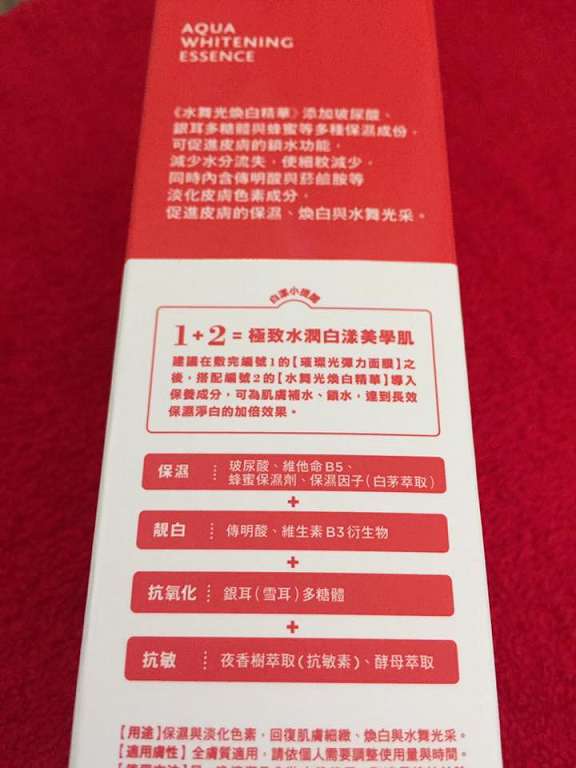 AQUA
WHITENING
ESSENCE
《水舞光煥白精華》添加玻尿酸、
銀耳多糖體與蜂蜜等多種保濕成份,
可促進皮膚的鎖水功能,
減少水分流失,使細紋減少,
同時內含傳明酸與菸鹼胺等
淡化皮膚色素成分,
促進皮膚的保濕、煥白與水舞光采。
白漾小提醒
1+2=極致水潤白漾美學肌
建議在敷完編號1的【璀璨光彈力面膜】之
後,搭配編號2的【水舞光煥白精華】導入
保養成分,可為肌膚補水、鎖水,達到長效
保濕淨白的加倍效果。
保濕 玻尿酸、維他命B5、
蜂蜜保濕劑、保濕因子(白茅萃取)
+
靚白 傳明酸、維生素B3衍生物
+
抗氧化 銀耳(雪耳)多糖體
+
抗敏 夜香樹萃取(抗敏素)、酵母萃取
【用途】保濕與淡化色素,回復肌膚細緻、煥白與水舞光采。
【適用膚性】全膚質適用,請依個人需要調整使用量與時間。